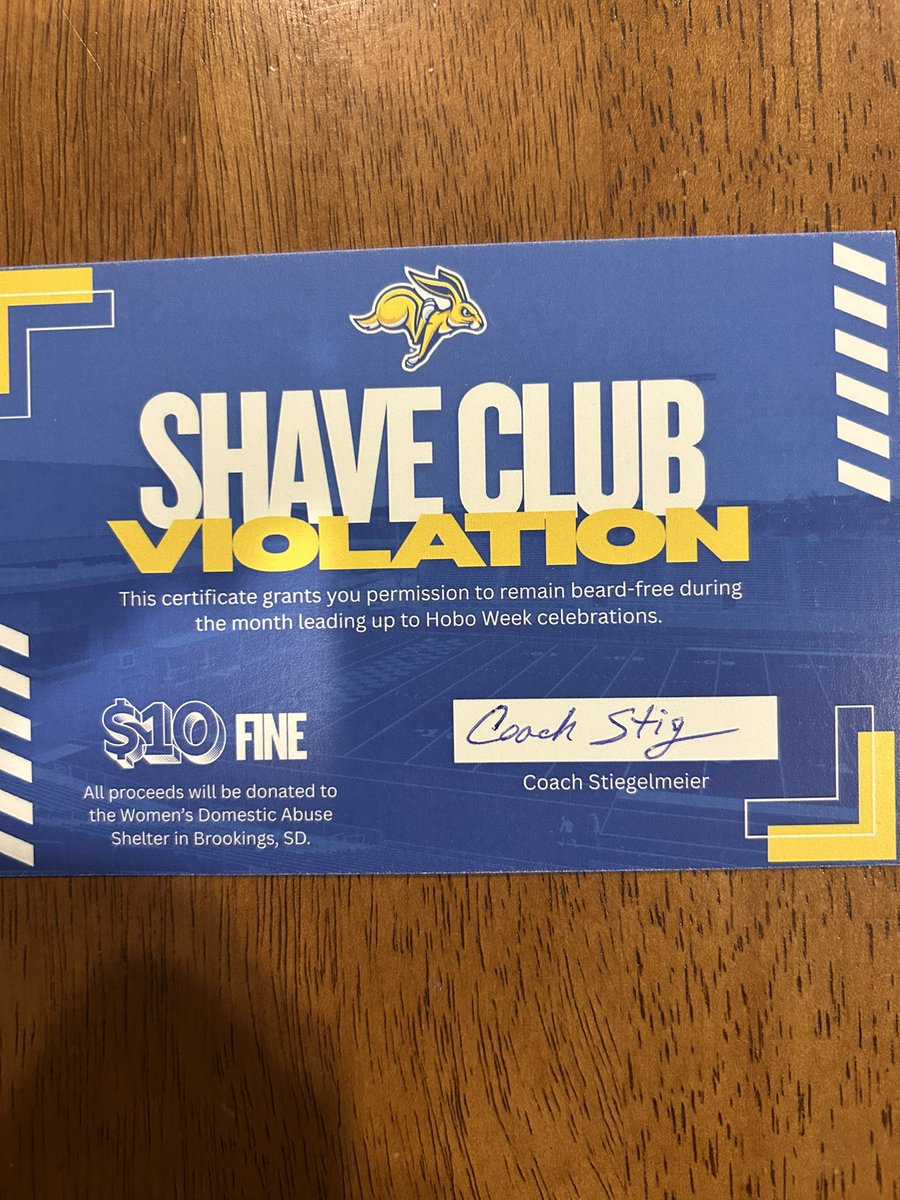 SHAVE CLUB
VIOLATION
This certificate grants you permission to remain beard-free during
the month leading up to Hobo Week celebrations.
$10 FINE
All proceeds will be donated to
the Women's Domestic Abuse
Shelter in Brookings, SD.
Coach Stig
Coach Stiegelmeier